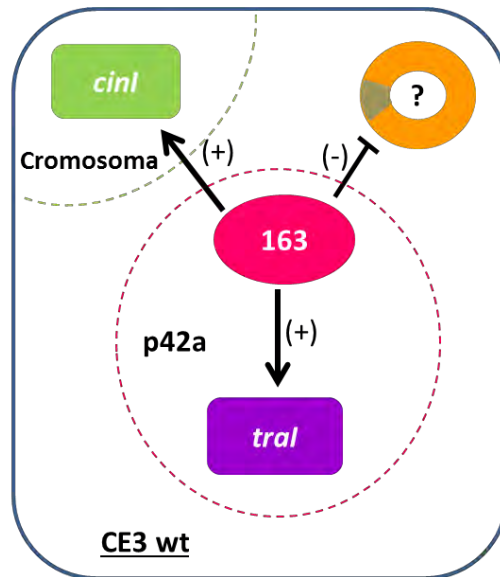 cinI
?
Cromosoma
(+)
(-)
163
(+)
p42a
traI
CE3 wt